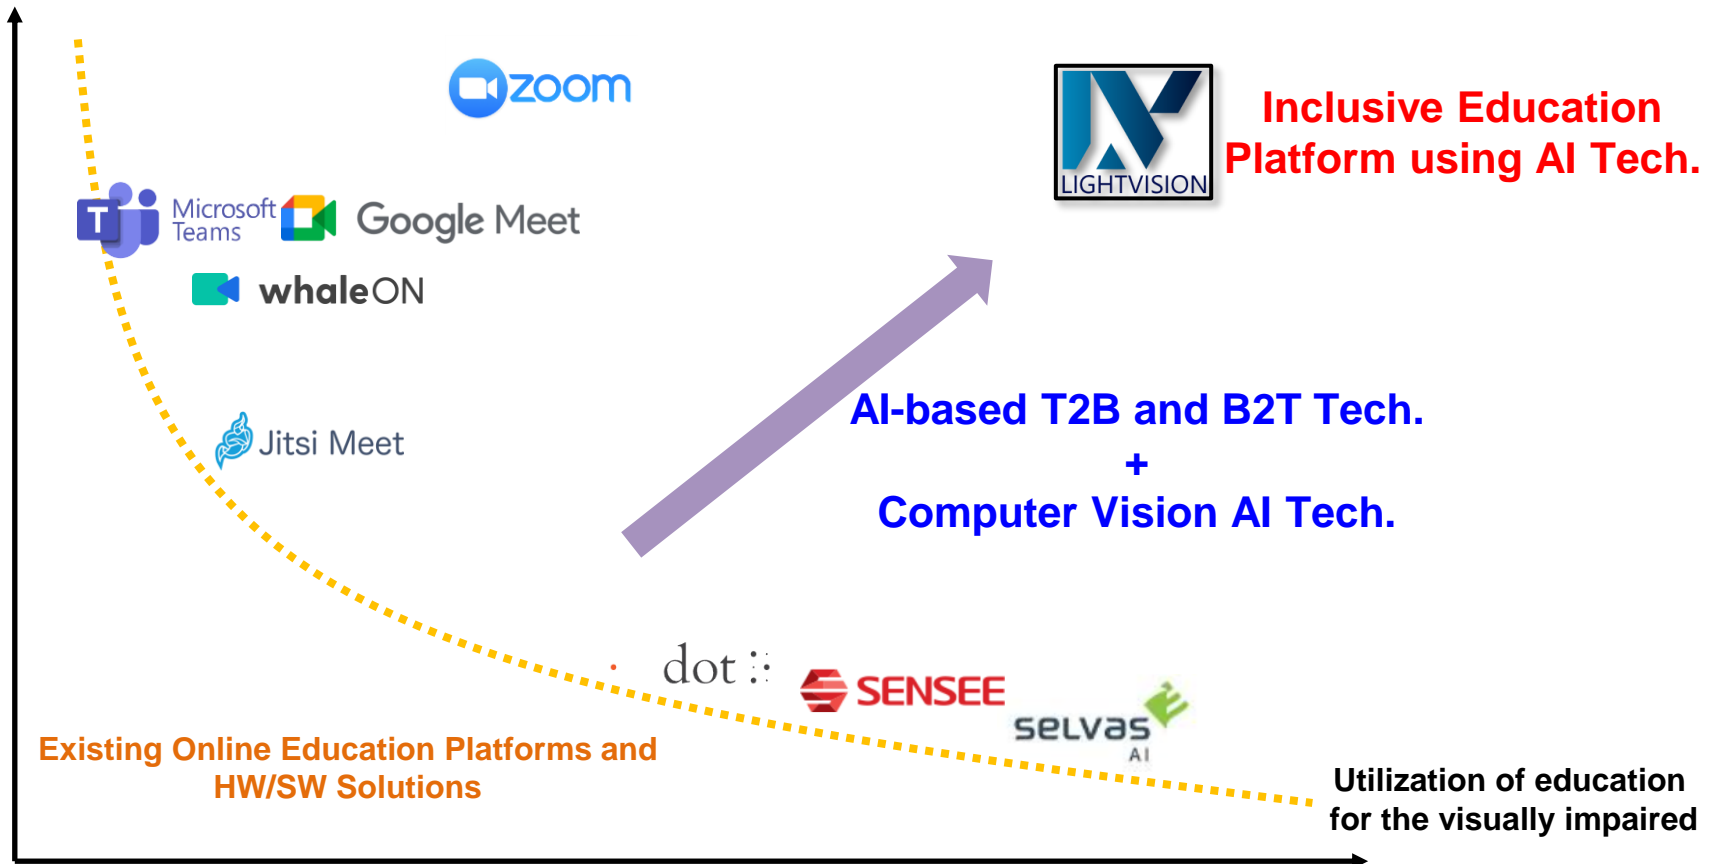 zoom
LIGHTVISION
Inclusive Education
Platform using AI Tech.
T
Microsoft
Teams
Google Meet
whaleON
Jitsi Meet
AI-based T2B and B2T Tech.
+
Computer Vision AI Tech.
dot
SENSEE
selvas
AI
Existing Online Education Platforms and
HW/SW Solutions
Utilization of education
for the visually impaired